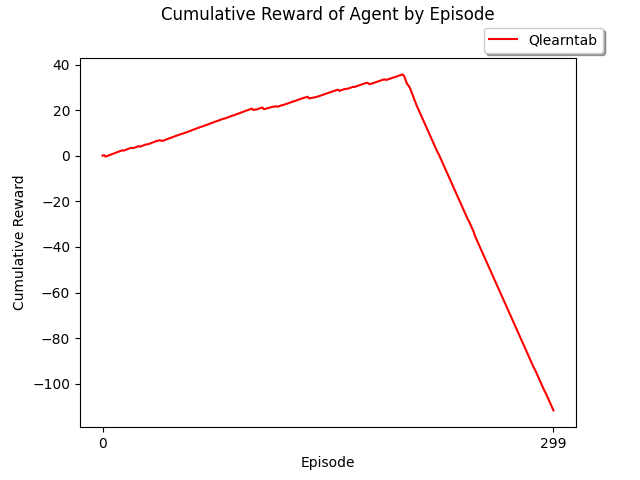 Cumulative Reward of Agent by Episode
Qlearntab
40
20
0
−20
−40
−60
−80
−100
Cumulative Reward
0
299
Episode